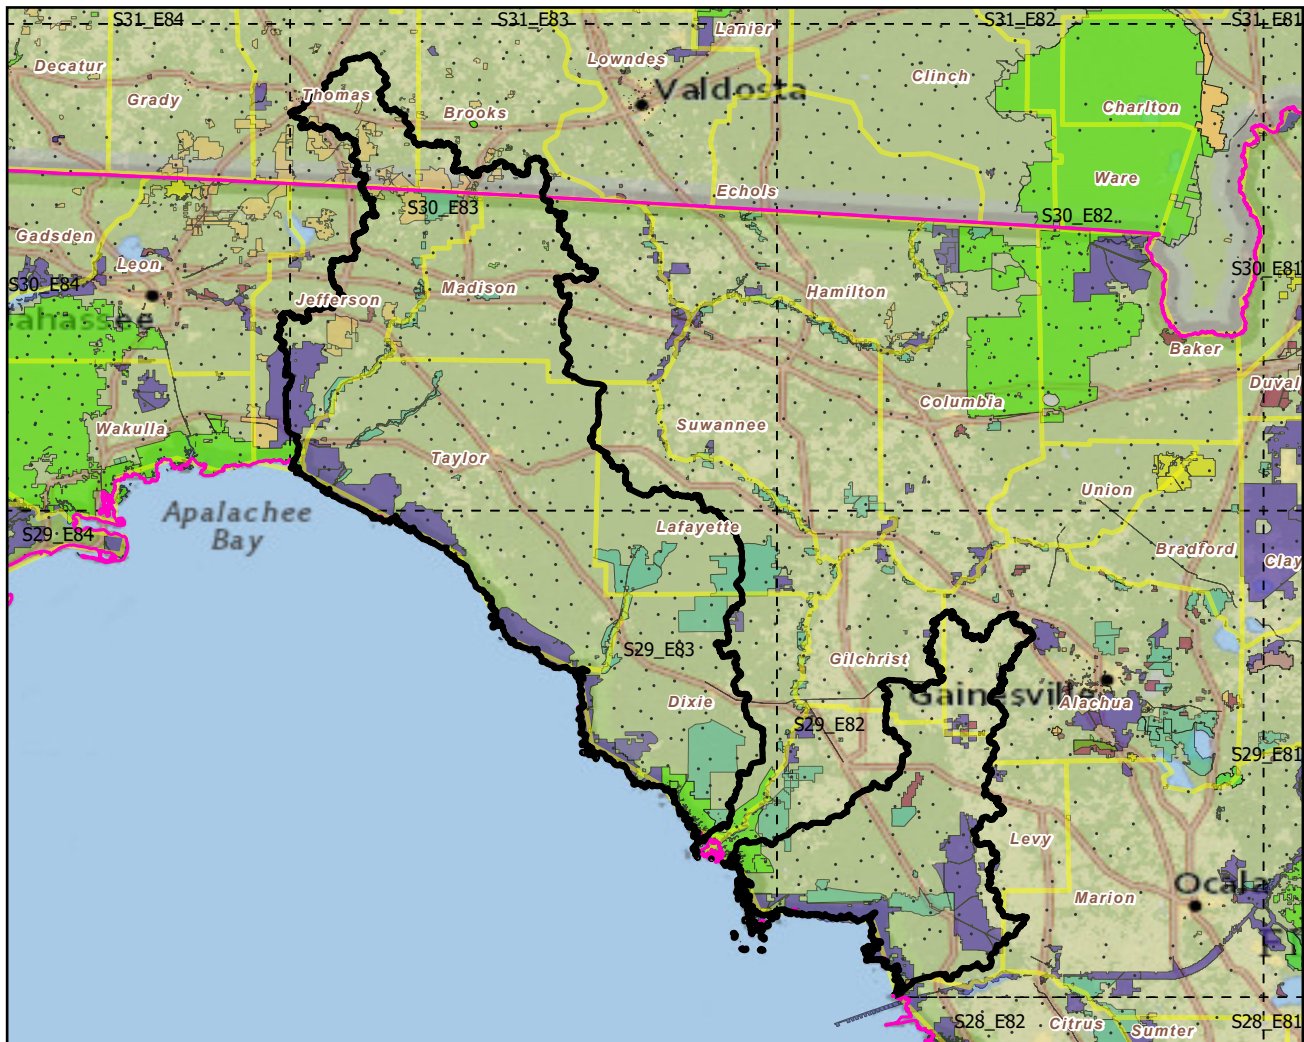 S31_E84
S31_E83
S31_E82
S31_E81
Lanier
Decatur
Lowndes
Clinch
Grady
Thomas
Valdosta
Brooks
Charlton
Ware
Echols
S30_E83
S30_E82
Gadsden
Leon
S30_E81
S30_E84
Madison
Hamilton
Jefferson
ahassee
Baker
Duval
Columbia
Wakulla
Suwannee
Taylor
Union
Apalachee
Bay
Lafayette
S29_E84
Bradford
Clay
S29_E83
Gilchrist
Gainesville
Dixie
Alachua
S29_E82
S29_E81
Levy
Ocala
Marion
S28_E82
Citrus
Sumter
S28_E81